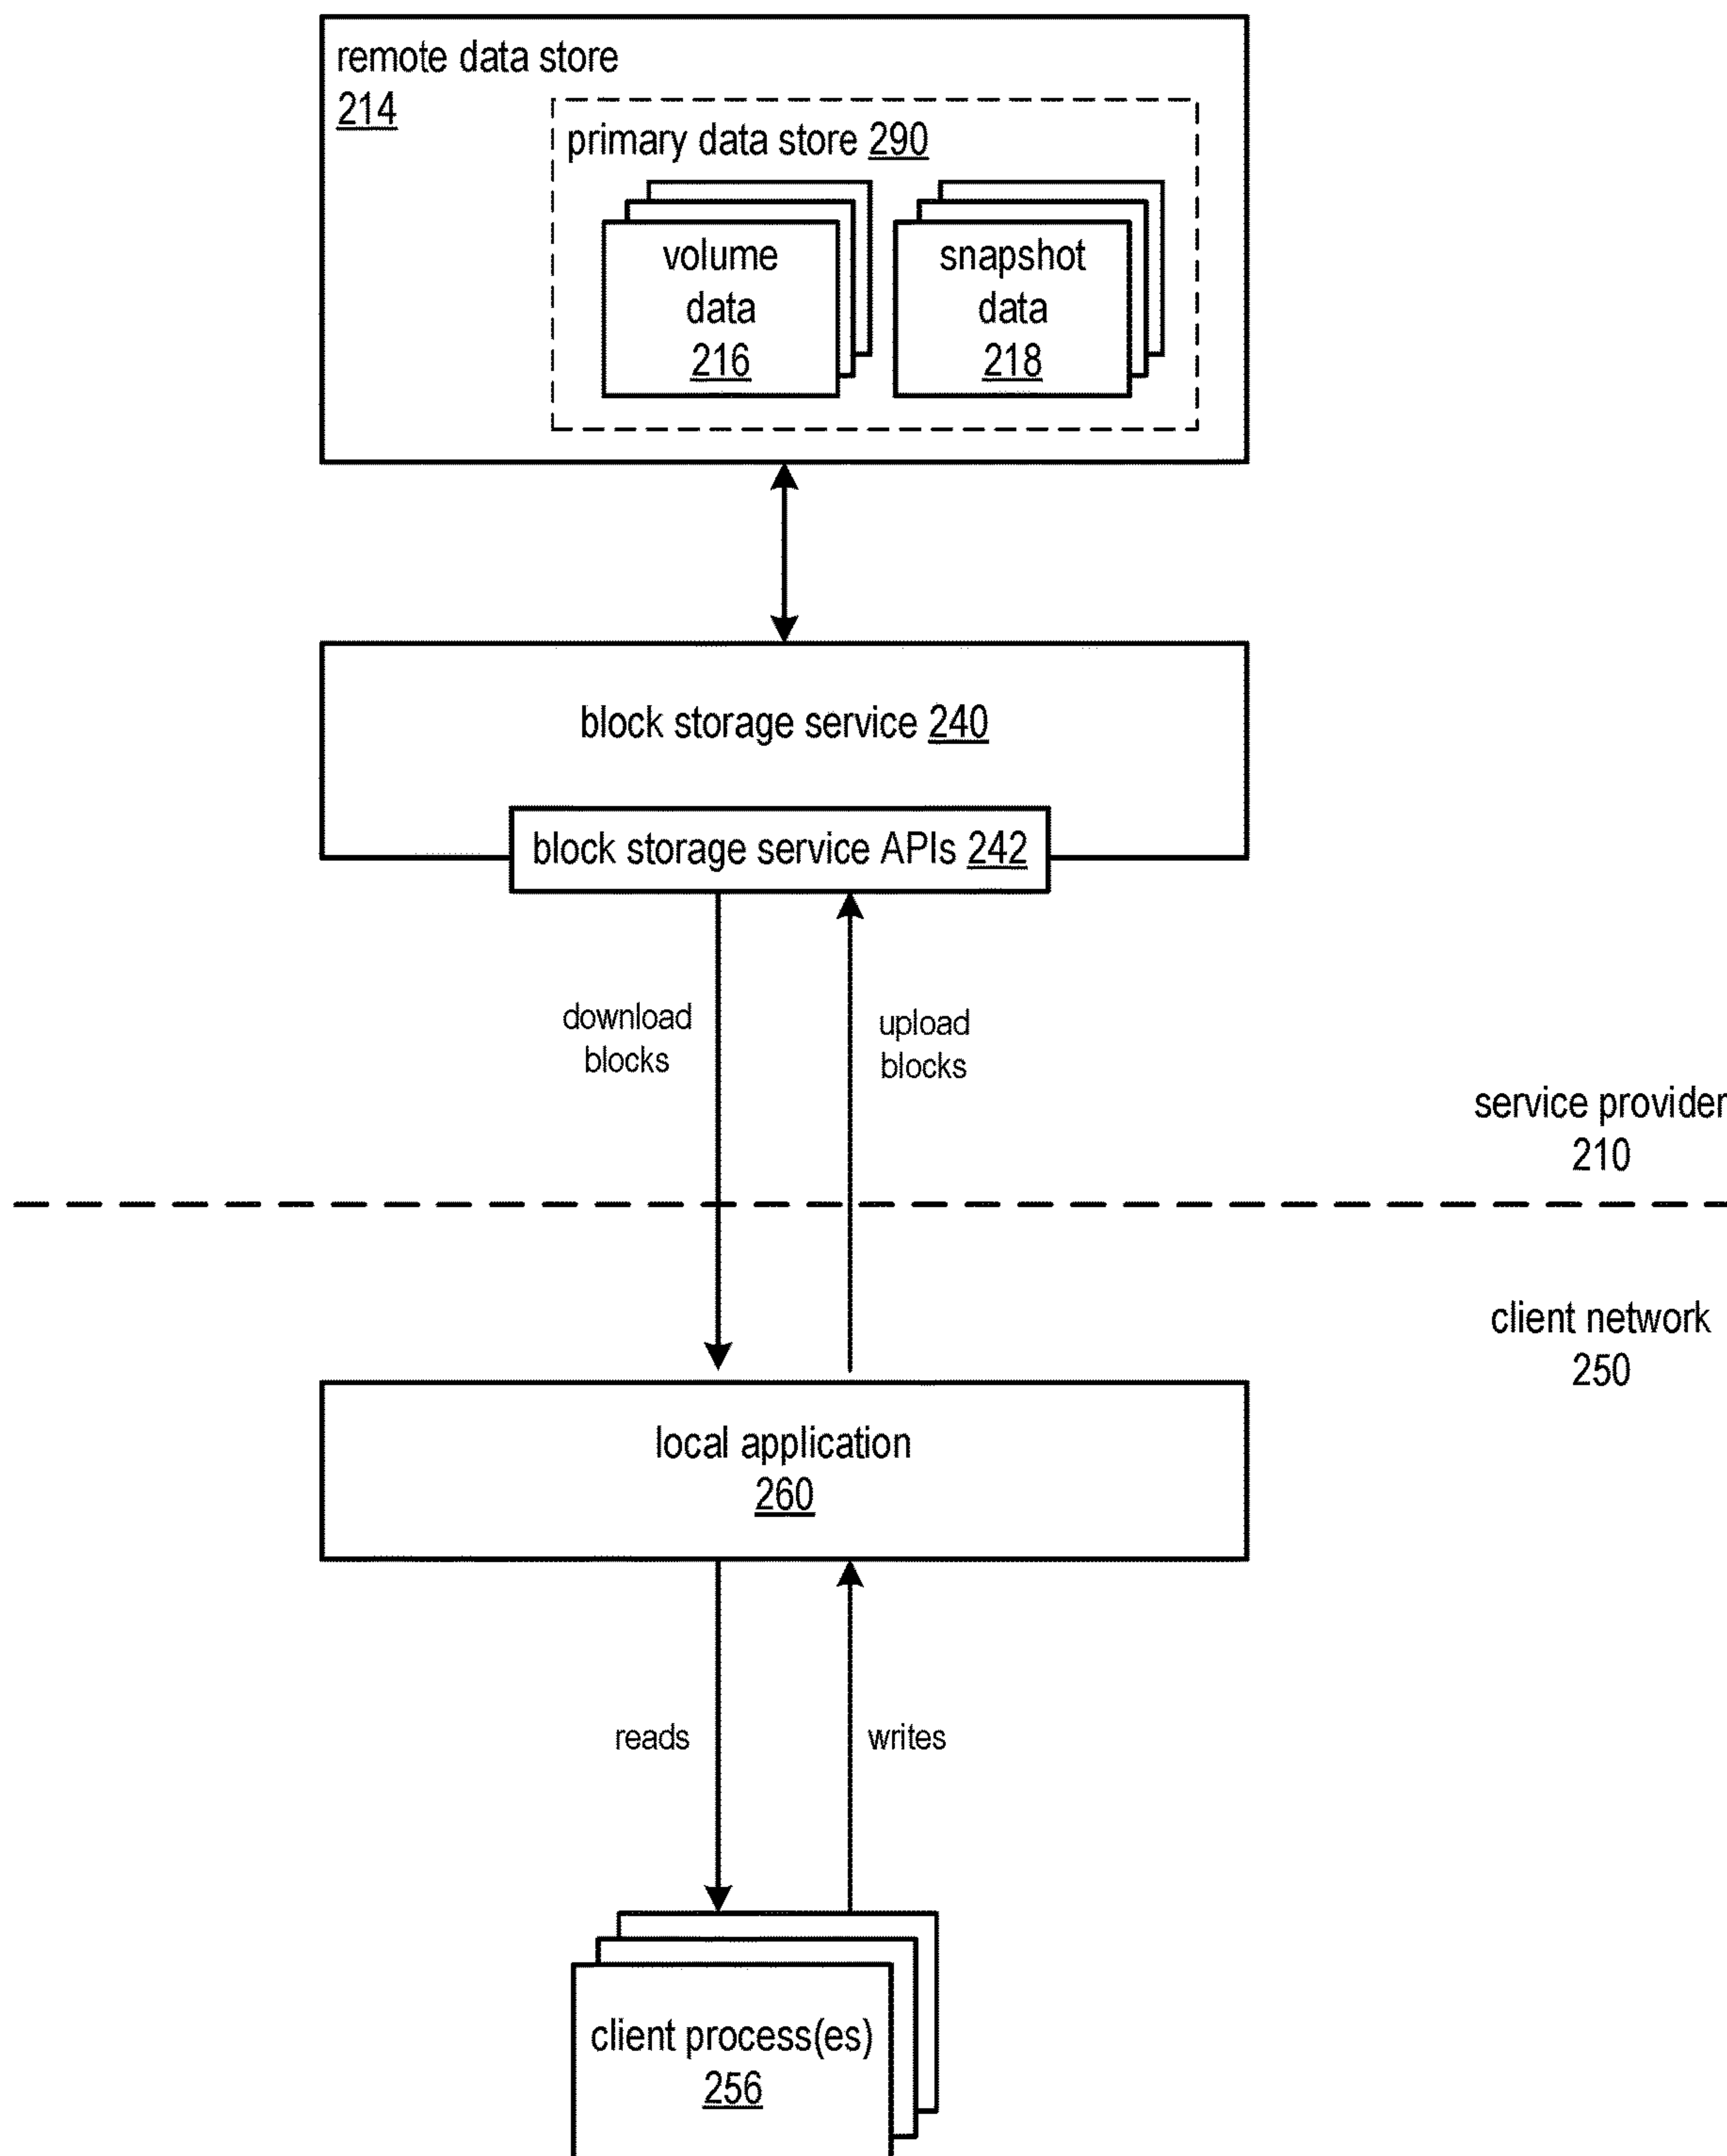 remote data store
214
primary data store 290
volume
data
216
snapshot
data
218
block storage service 240
block storage service APIs 242
download
blocks
upload
blocks
service provider
210
client network
250
local application
260
reads
writes
client process(es)
256